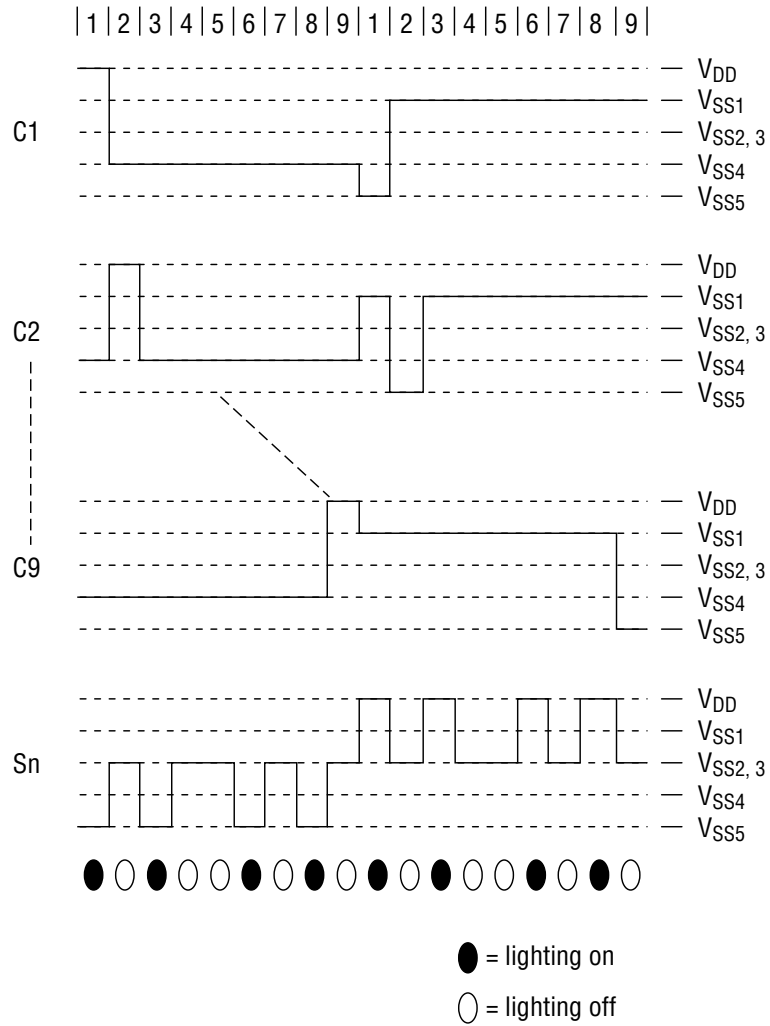 1 2 3 4 5 6 7 8 9 1 2 3 4 5 6 7 8 9
VDD
VSS1
C1 VSS2, 3
VSS4
VSS5
VDD
VSS1
C2 VSS2, 3
VSS4
VSS5
VDD
VSS1
C9 VSS2, 3
VSS4
VSS5
VDD
VSS1
Sn VSS2, 3
VSS4
VSS5
= lighting on
= lighting off